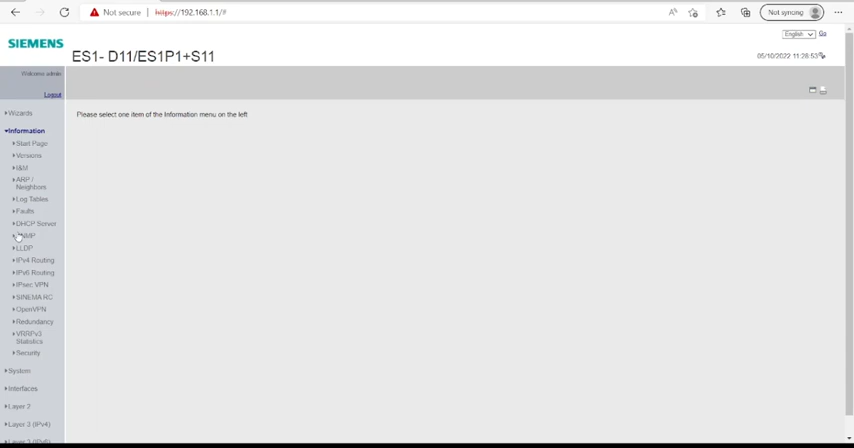 Not secure
https://192.168.1.1/#
Not syncing
SIEMENS
English
Go
ES1- D11/ES1P1+S11
05/10/2022 11:28:53
Welcome admin
Logout
Please select one item of the Information menu on the left
Wizards
Information
Start Page
Versions
I&M
ARP /
Neighbors
Log Tables
Faults
DHCP Server
LLDP
IPv4 Routing
IPv6 Routing
IPsec VPN
SINEMA RC
OpenVPN
Redundancy
VRRPv3
Statistics
Security
System
Interfaces
Layer 2
Layer 3 (IPv4)
Layer 3 (IPv6)